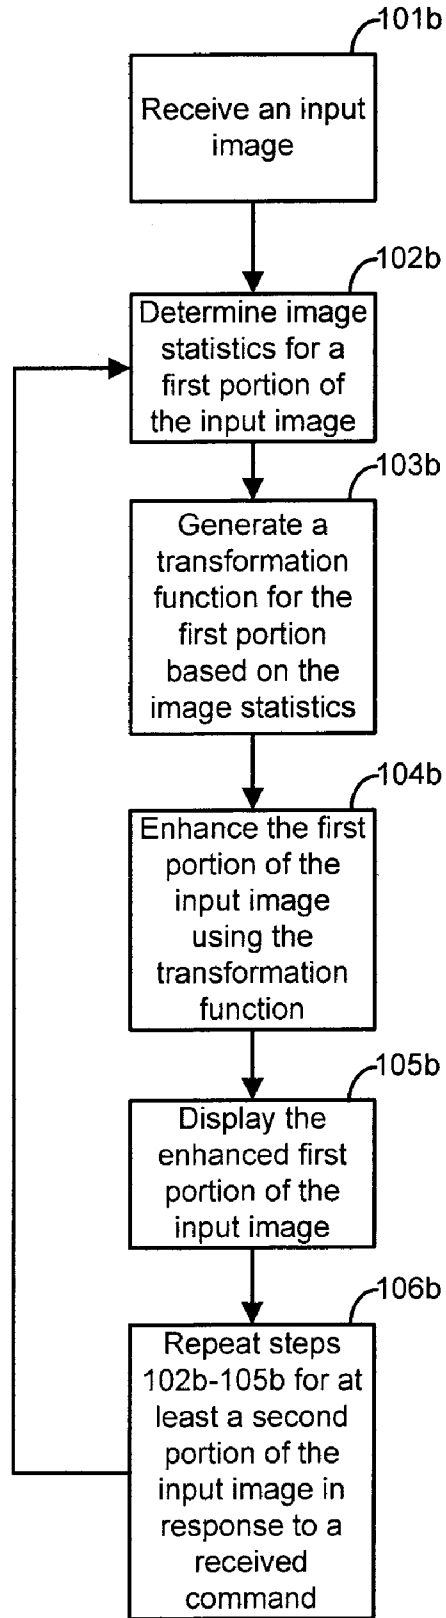 101b
Receive an input
image
102b
Determine image
statistics for a
first portion of
the input image
103b
Generate a
transformation
function for the
first portion
based on the
image statistics
104b
Enhance the first
portion of the
input image
using the
transformation
function
105b
Display the
enhanced first
portion of the
input image
106b
Repeat steps
102b-105b for at
least a second
portion of the
input image in
response to a
received
command